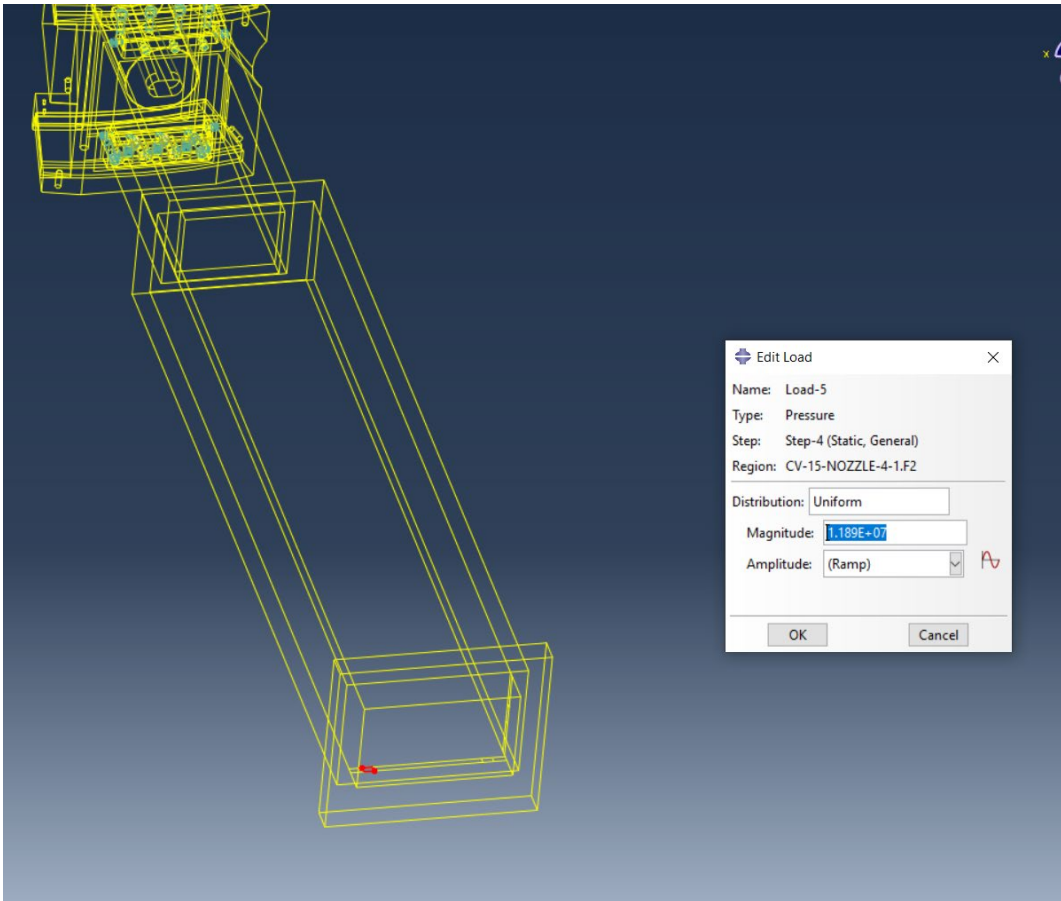 x
Edit Load
Name: Load-5
Type: Pressure
Step: Step-4 (Static, General)
Region: CV-15-NOZZLE-4-1.F2
Distribution: Uniform
Magnitude: 1.189E+07
Amplitude: (Ramp)
OK Cancel